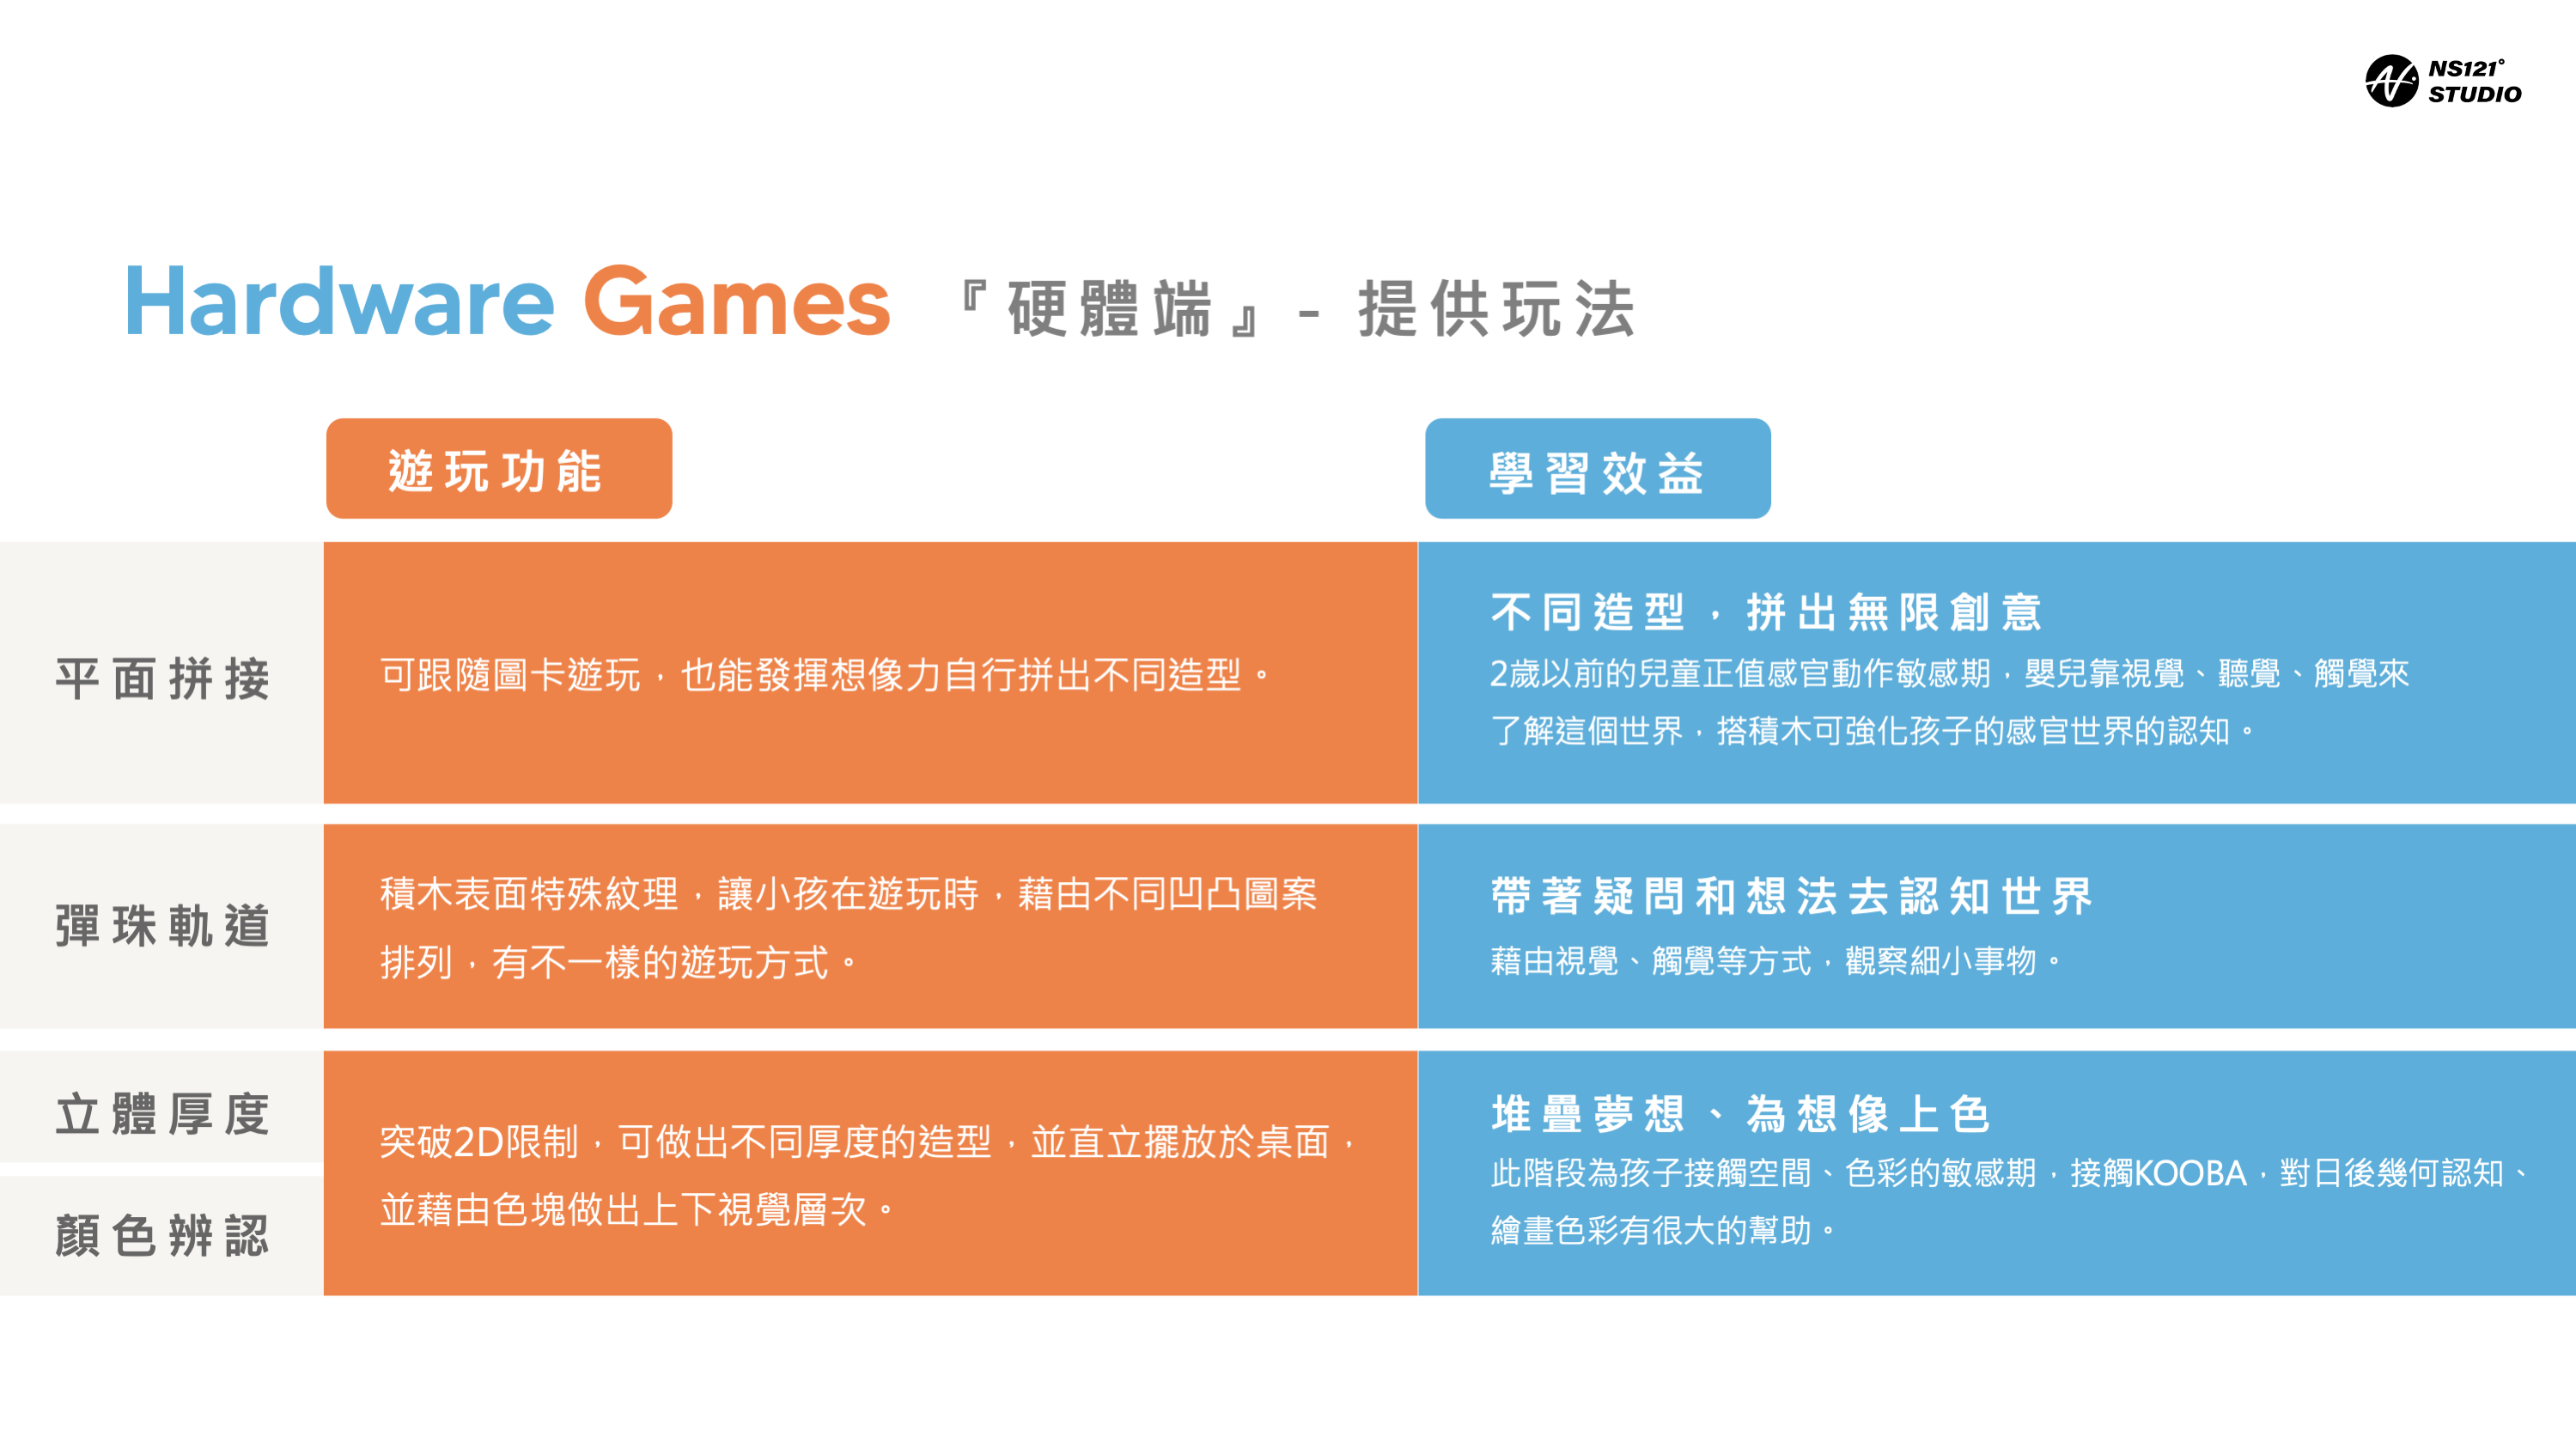 NS121°
STUDIO
Hardware Games 『硬體端』- 提供玩法
遊玩功能
學習效益
平面拼接
可跟隨圖卡遊玩，也能發揮想像力自行拼出不同造型。
不同造型，拼出無限創意
2歲以前的兒童正值感官動作敏感期，嬰兒靠視覺、聽覺、觸覺來
了解這個世界，搭積木可強化孩子的感官世界的認知。
彈珠軌道
積木表面特殊紋理，讓小孩在遊玩時，藉由不同凹凸圖案
排列，有不一樣的遊玩方式。
帶著疑問和想法去認知世界
藉由視覺、觸覺等方式，觀察細小事物。
立體厚度
顏色辨認
突破2D限制，可做出不同厚度的造型，並直立擺放於桌面，
並藉由色塊做出上下視覺層次。
堆疊夢想、為想像上色
此階段為孩子接觸空間、色彩的敏感期，接觸KOOBA，對日後幾何認知、
繪畫色彩有很大的幫助。